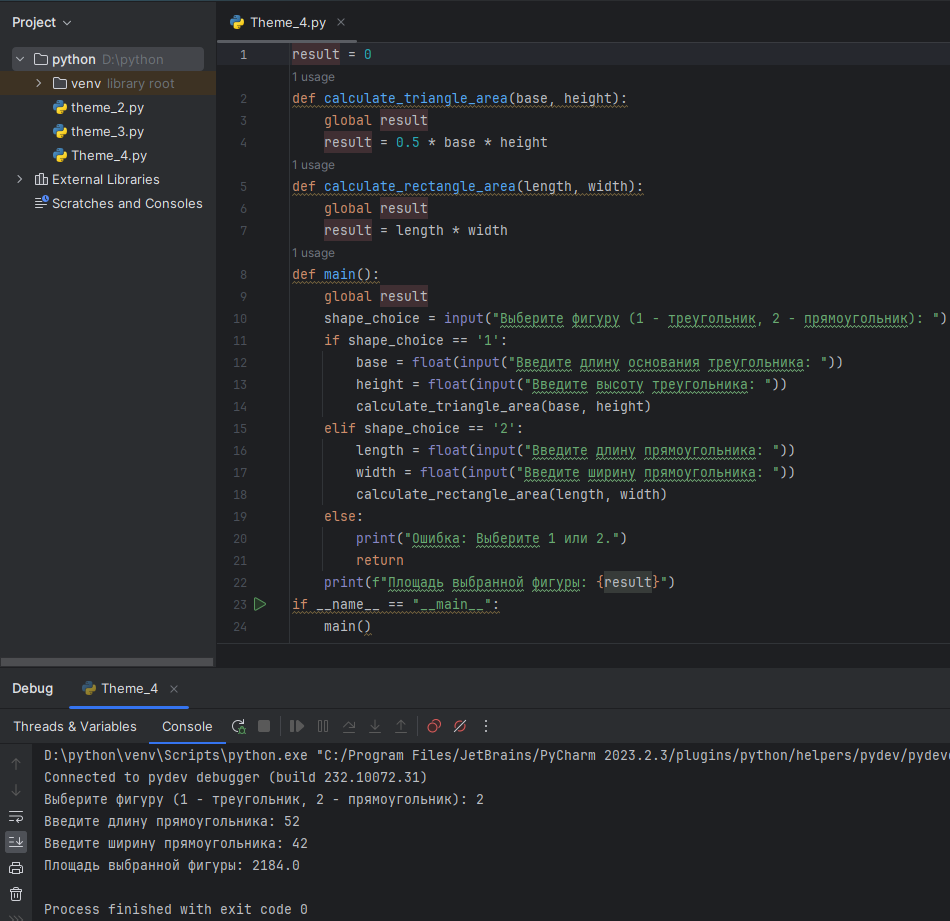 Project
python D:\python
venv library root
theme_2.py
theme_3.py
Theme_4.py
External Libraries
Scratches and Consoles
Theme_4.py
1 result = 0
1 usage
2 def calculate_triangle_area(base, height):
3 global result
4 result = 0.5 * base * height
1 usage
5 def calculate_rectangle_area(length, width):
6 global result
7 result = length * width
1 usage
8 def main():
9 global result
10 shape_choice = input("Выберите фигуру (1 - треугольник, 2 - прямоугольник): ")
11 if shape_choice == '1':
12 base = float(input("Введите длину основания треугольника: "))
13 height = float(input("Введите высоту треугольника: "))
14 calculate_triangle_area(base, height)
15 elif shape_choice == '2':
16 length = float(input("Введите длину прямоугольника: "))
17 width = float(input("Введите ширину прямоугольника: "))
18 calculate_rectangle_area(length, width)
19 else:
20 print("Ошибка: Выберите 1 или 2.")
21 return
22 print(f"Площадь выбранной фигуры: {result}")
23 if __name__ == "__main__":
24 main()
Debug Theme_4
Threads & Variables Console
D:\python\venv\Scripts\python.exe "C:/Program Files/JetBrains/PyCharm 2023.2.3/plugins/python/helpers/pydev/pydev
Connected to pydev debugger (build 232.10072.31)
Выберите фигуру (1 - треугольник, 2 - прямоугольник): 2
Введите длину прямоугольника: 52
Введите ширину прямоугольника: 42
Площадь выбранной фигуры: 2184.0
Process finished with exit code 0